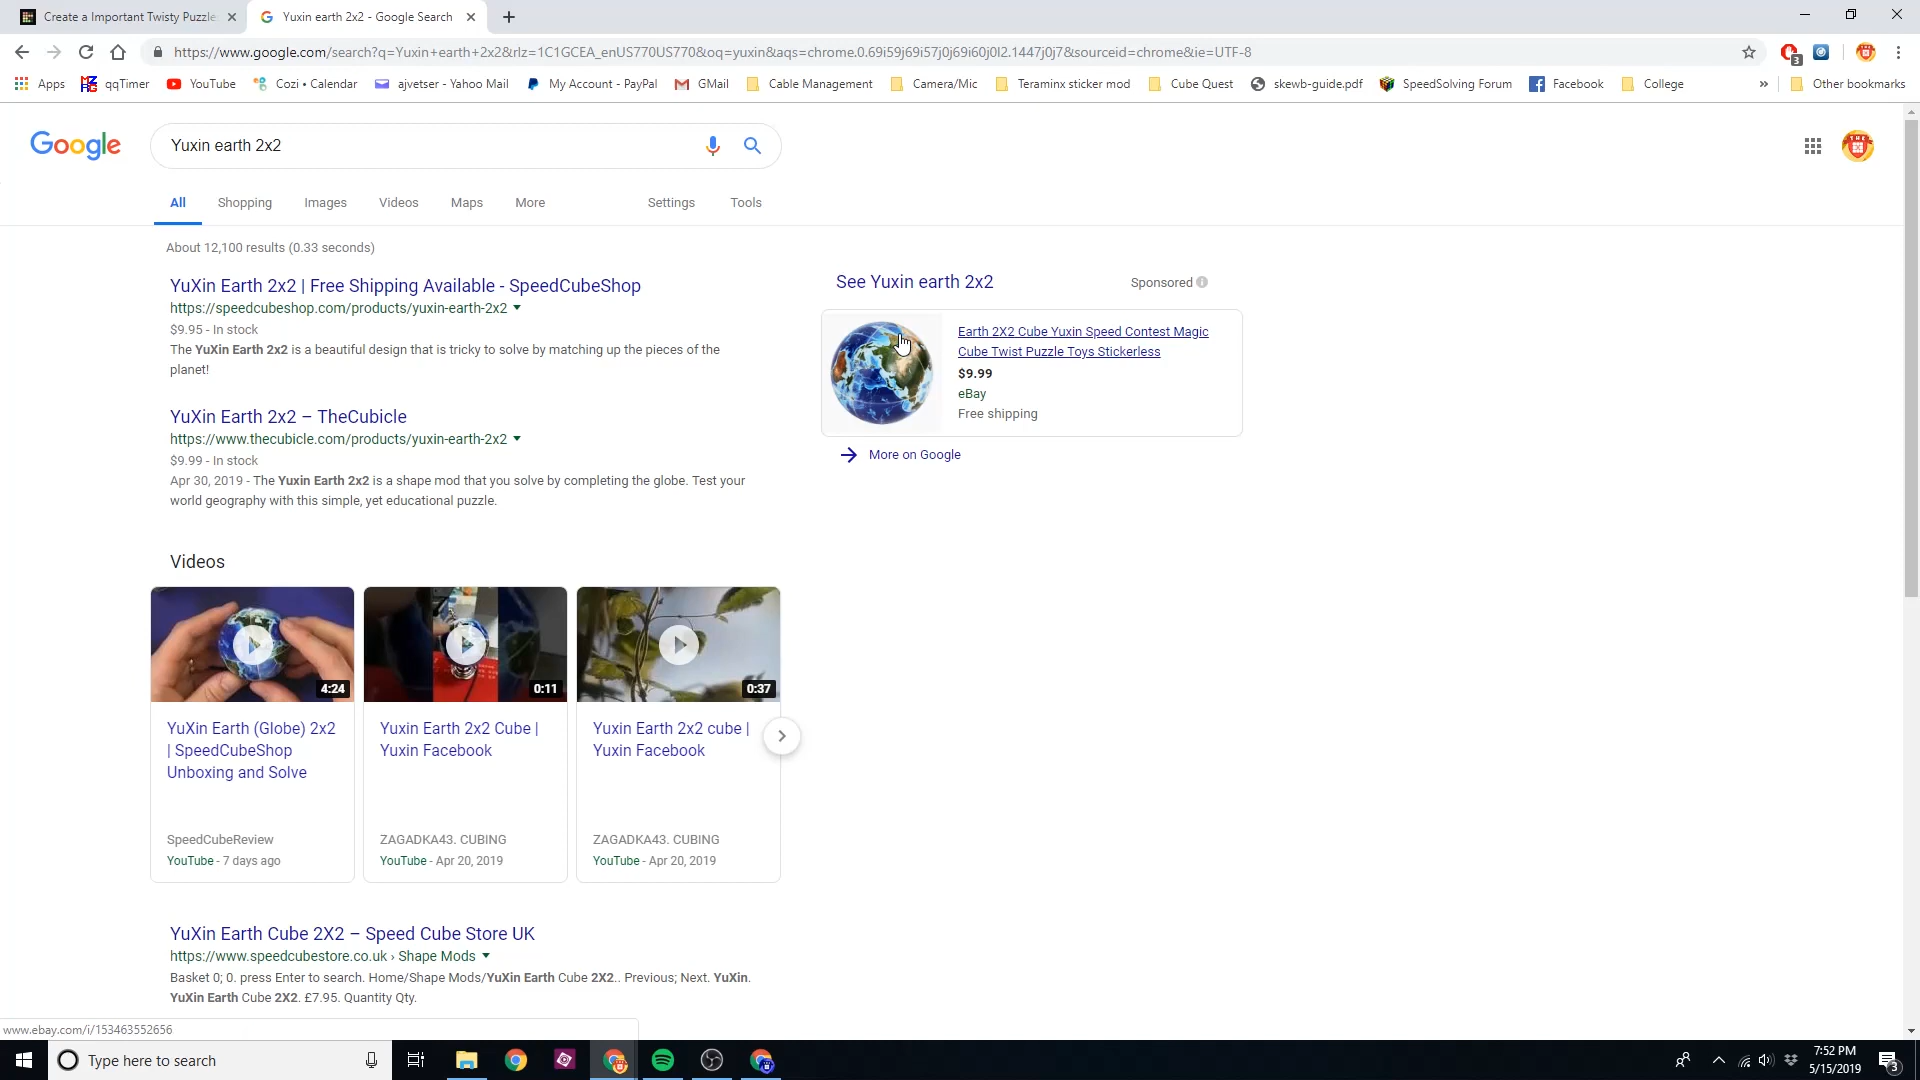 Create a Important Twisty Puzzle
Yuxin earth 2x2 - Google Search
https://www.google.com/search?q=Yuxin+earth+2x2&rlz=1C1GCEA_enUS770US770&oq=yuxin&aqs=chrome.0.69i59j69i57j0j69i60j0l2.1447j0j7&sourceid=chrome&ie=UTF-8
3
Apps
qqTimer
YouTube
Cozi • Calendar
ajvetser - Yahoo Mail
My Account - PayPal
GMail
Cable Management
Camera/Mic
Teraminx sticker mod
Cube Quest
skewb-guide.pdf
SpeedSolving Forum
Facebook
College
»
Other bookmarks
Google
Yuxin earth 2x2
All
Shopping
Images
Videos
Maps
More
Settings
Tools
About 12,100 results (0.33 seconds)
YuXin Earth 2x2 | Free Shipping Available - SpeedCubeShop
https://speedcubeshop.com/products/yuxin-earth-2x2
$9.95 - In stock
The YuXin Earth 2x2 is a beautiful design that is tricky to solve by matching up the pieces of the
planet!
YuXin Earth 2x2 – TheCubicle
https://www.thecubicle.com/products/yuxin-earth-2x2
$9.99 - In stock
Apr 30, 2019 - The Yuxin Earth 2x2 is a shape mod that you solve by completing the globe. Test your
world geography with this simple, yet educational puzzle.
See Yuxin earth 2x2
Sponsored
Earth 2X2 Cube Yuxin Speed Contest Magic
Cube Twist Puzzle Toys Stickerless
$9.99
eBay
Free shipping
More on Google
Videos
4:24
YuXin Earth (Globe) 2x2
| SpeedCubeShop
Unboxing and Solve
SpeedCubeReview
YouTube - 7 days ago
0:11
Yuxin Earth 2x2 Cube |
Yuxin Facebook
ZAGADKA43. CUBING
YouTube - Apr 20, 2019
0:37
Yuxin Earth 2x2 cube |
Yuxin Facebook
ZAGADKA43. CUBING
YouTube - Apr 20, 2019
YuXin Earth Cube 2X2 – Speed Cube Store UK
https://www.speedcubestore.co.uk › Shape Mods
Basket 0; 0. press Enter to search. Home/Shape Mods/YuXin Earth Cube 2X2.. Previous; Next. YuXin.
YuXin Earth Cube 2X2. £7.95. Quantity Qty.
www.ebay.com/i/153463552656
Type here to search
7:52 PM
5/15/2019
3